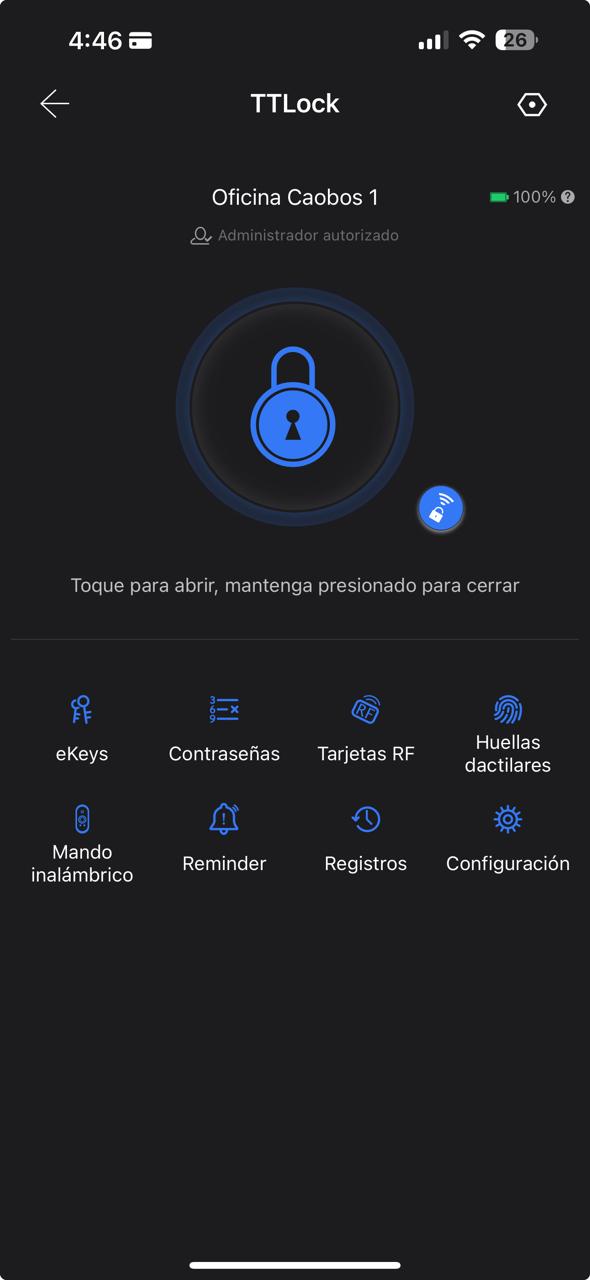 4:46
26
TTLock
Oficina Caobos 1
100%
Administrador autorizado
Toque para abrir, mantenga presionado para cerrar
eKeys
Contraseñas
Tarjetas RF
Huellas
dactilares
Mando
inalámbrico
Reminder
Registros
Configuración